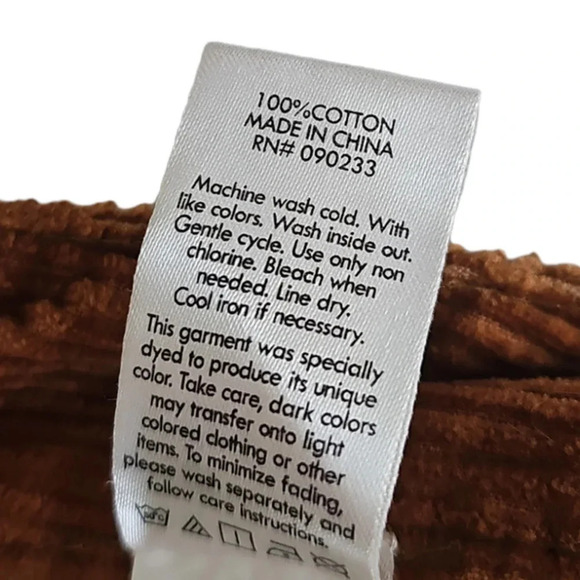 100%COTTON
MADE IN CHINA
RN# 090233
Machine wash cold. With
like colors. Wash inside out.
Gentle cycle. Use only non
chlorine. Bleach when
needed. Line dry.
Cool iron if necessary.
This garment was specially
dyed to produce its unique
color. Take care, dark colors
may transfer onto light
colored clothing or other
items. To minimize fading,
please wash separately and
follow care instructions.